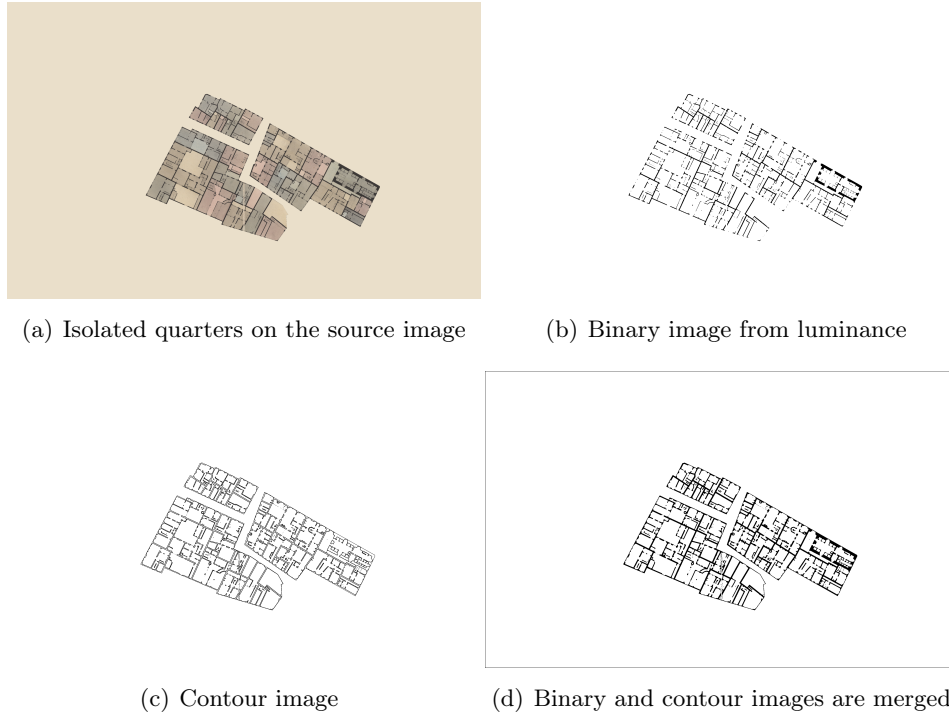 (a) Isolated quarters on the source image
(b) Binary image from luminance
(c) Contour image
(d) Binary and contour images are merged